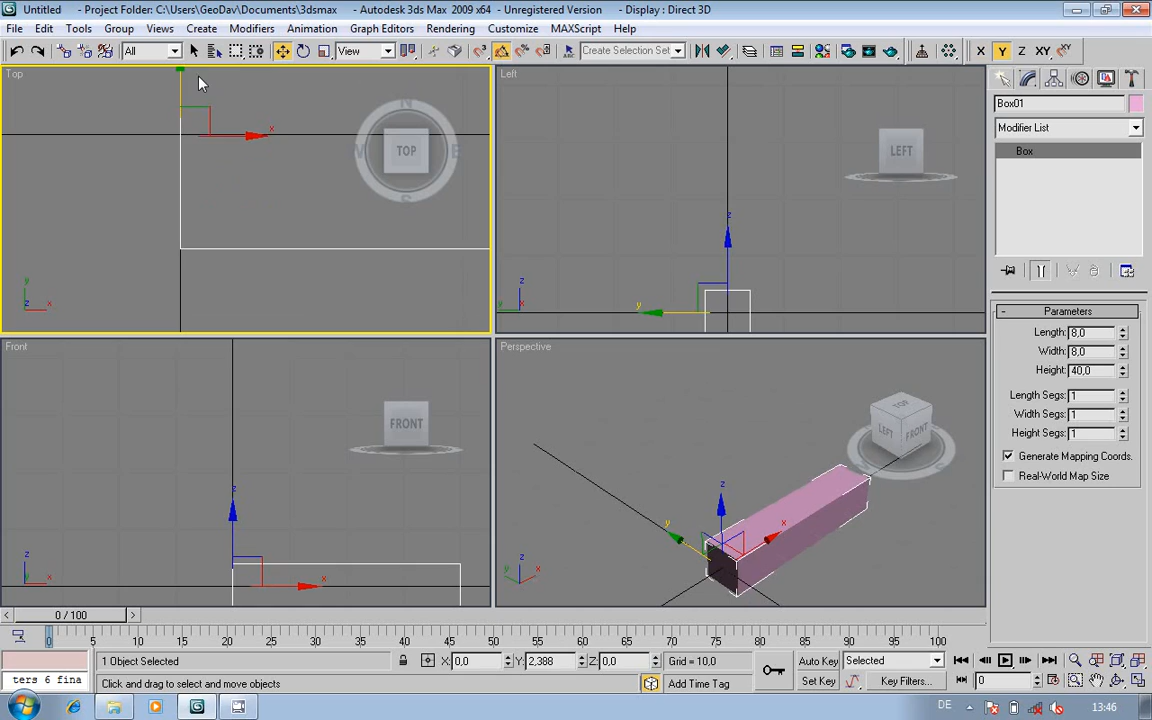 Untitled - Project Folder: C:\Users\GeoDav\Documents\3dsmax - Autodesk 3ds Max 2009 x64 - Unregistered Version - Display : Direct 3D
File Edit Tools Group Views Create Modifiers Animation Graph Editors Rendering Customize MAXScript Help
All View Create Selection Set X Y Z XY
Top
TOP
N
E
S
W
x
y
z x
Left
LEFT
z
y
z
y x
Box01
Modifier List
Box
Parameters
Length: 8,0
Width: 8,0
Height: 40,0
Length Segs: 1
Width Segs: 1
Height Segs: 1
Generate Mapping Coords.
Real-World Map Size
Front
FRONT
z
x
z
y x
Perspective
TOP
LEFT FRONT
z
y x
z
y x
< 0 / 100 >
0 5 10 15 20 25 30 35 40 45 50 55 60 65 70 75 80 85 90 95 100
1 Object Selected X: 0,0 Y: 2,388 Z: 0,0 Grid = 10,0 Auto Key Selected
ters 6 fina Click and drag to select and move objects Add Time Tag Set Key Key Filters... 0
DE 13:46